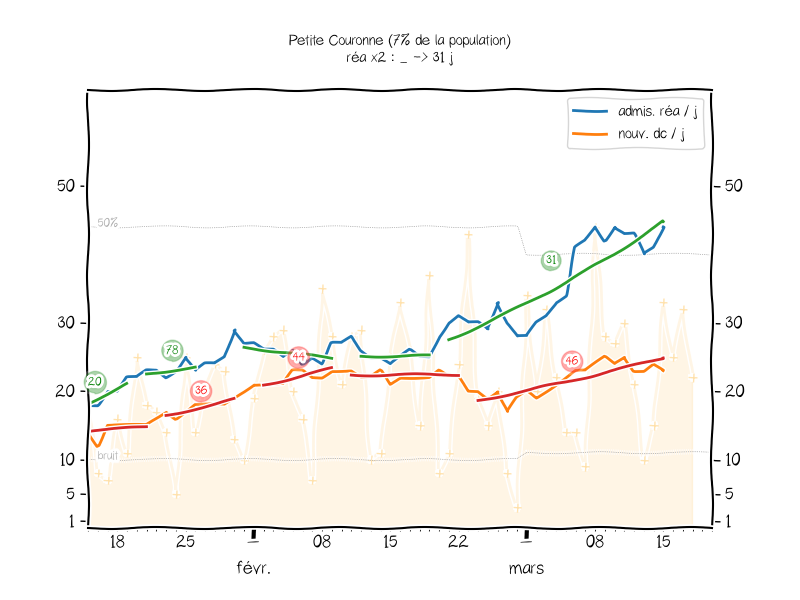 Petite Couronne (7% de la population)
réa x2 : _ -> 31 j
admis. réa / j
nouv. dc / j
50 50
50%
31
30 30
78
44
46
20
36
20 20
bruit
10 10
5 5
1 1
18 25 08 15 22 08 15
févr. mars